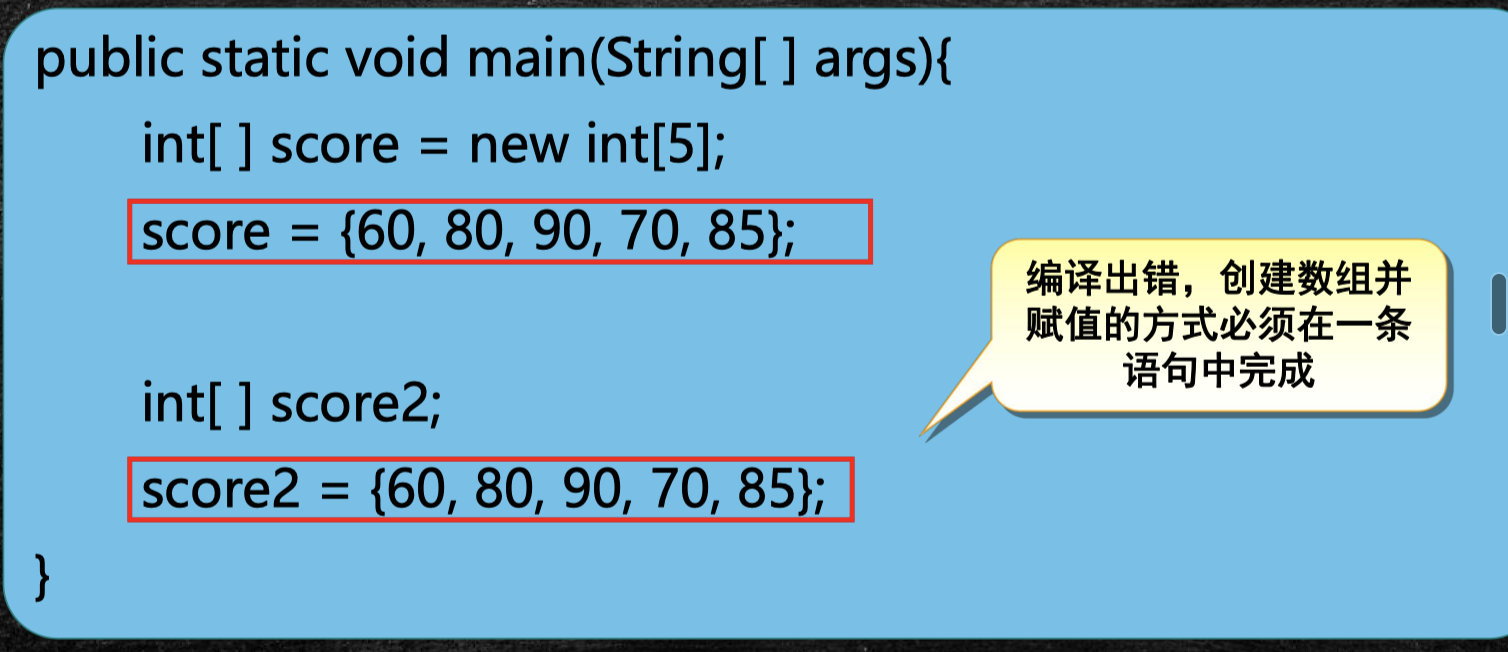 public static void main(String[ ] args){
int[ ] score = new int[5];
score = {60, 80, 90, 70, 85};
编译出错，创建数组并
赋值的方式必须在一条
语句中完成
int[ ] score2;
score2 = {60, 80, 90, 70, 85};
}